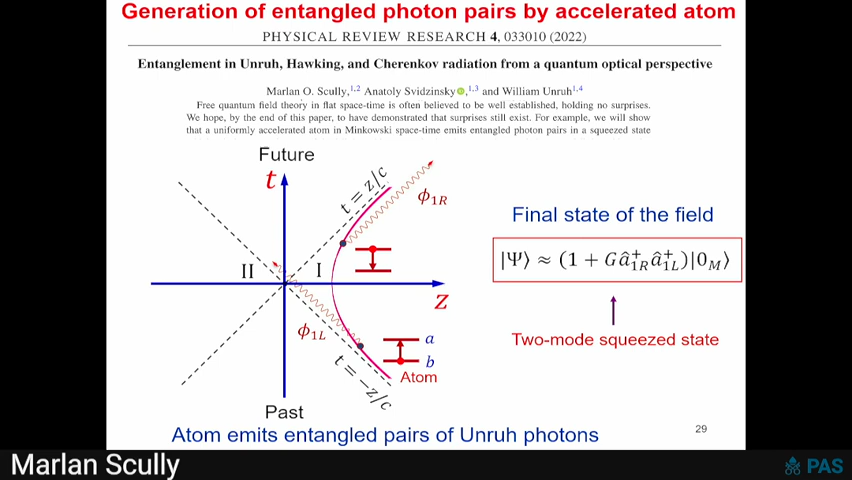 Generation of entangled photon pairs by accelerated atom
PHYSICAL REVIEW RESEARCH 4, 033010 (2022)
Entanglement in Unruh, Hawking, and Cherenkov radiation from a quantum optical perspective
Marlan O. Scully,1,2 Anatoly Svidzinsky,1,3 and William Unruh1,4
Free quantum field theory in flat space-time is often believed to be well established, holding no surprises.
We hope, by the end of this paper, to have demonstrated that surprises still exist. For example, we will show
that a uniformly accelerated atom in Minkowski space-time emits entangled photon pairs in a squeezed state
Future
t
t = z/c
ϕ1R
II
I
z
ϕ1L
a
b
Atom
t = −z/c
Past
Final state of the field
|Ψ⟩ ≈ (1 + Gâ⁺1R â⁺1L)|0M⟩
Two-mode squeezed state
Atom emits entangled pairs of Unruh photons
29
Marlan Scully
PAS